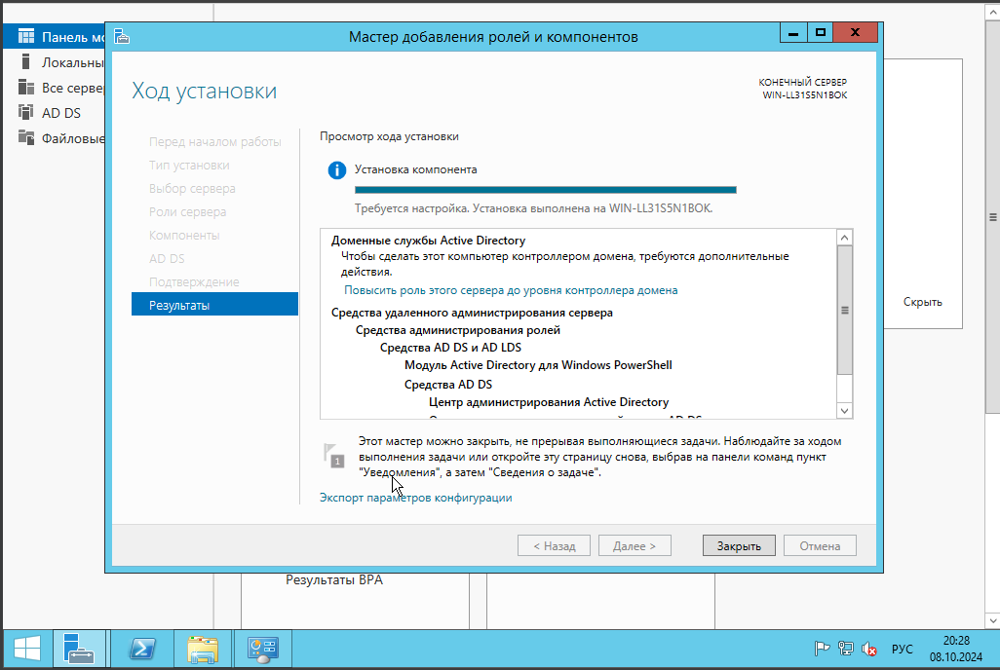 Мастер добавления ролей и компонентов
Панель
Локальны
Все сервер
AD DS
Файловые
Ход установки
КОНЕЧНЫЙ СЕРВЕР
WIN-LL31S5N1BOK
Перед началом работы
Тип установки
Выбор сервера
Роли сервера
Компоненты
AD DS
Подтверждение
Результаты
Просмотр хода установки
Установка компонента
Требуется настройка. Установка выполнена на WIN-LL31S5N1BOK.
Доменные службы Active Directory
Чтобы сделать этот компьютер контроллером домена, требуются дополнительные
действия.
Повысить роль этого сервера до уровня контроллера домена
Средства удаленного администрирования сервера
Средства администрирования ролей
Средства AD DS и AD LDS
Модуль Active Directory для Windows PowerShell
Средства AD DS
Центр администрирования Active Directory
1
Этот мастер можно закрыть, не прерывая выполняющиеся задачи. Наблюдайте за ходом
выполнения задачи или откройте эту страницу снова, выбрав на панели команд пункт
"Уведомления", а затем "Сведения о задаче".
Экспорт параметров конфигурации
< Назад
Далее >
Закрыть
Отмена
Скрыть
Результаты BPA
РУС
20:28
08.10.2024